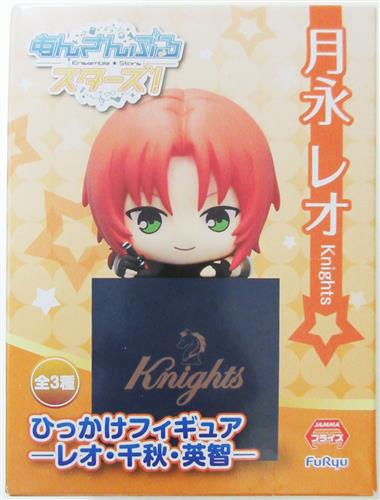 あんさんぶる
Ensemble★Stars
スターズ!
月永レオ
Knights
Knights
全3種
ひっかけフィギュア
—レオ・千秋・英智—
JAMMA
プライズ
FuRyu